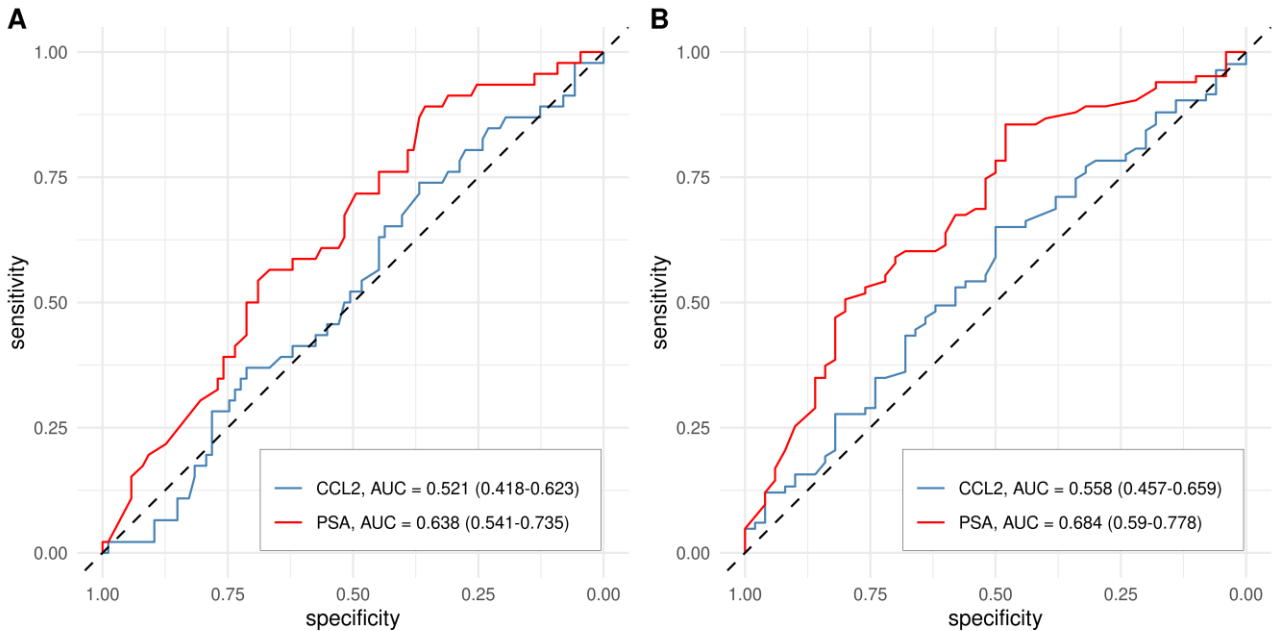 A
1.00
0.75
0.50
0.25
0.00
sensitivity
CCL2, AUC = 0.521 (0.418-0.623)
PSA, AUC = 0.638 (0.541-0.735)
1.00 0.75 0.50 0.25 0.00
specificity
B
1.00
0.75
0.50
0.25
0.00
sensitivity
CCL2, AUC = 0.558 (0.457-0.659)
PSA, AUC = 0.684 (0.59-0.778)
1.00 0.75 0.50 0.25 0.00
specificity